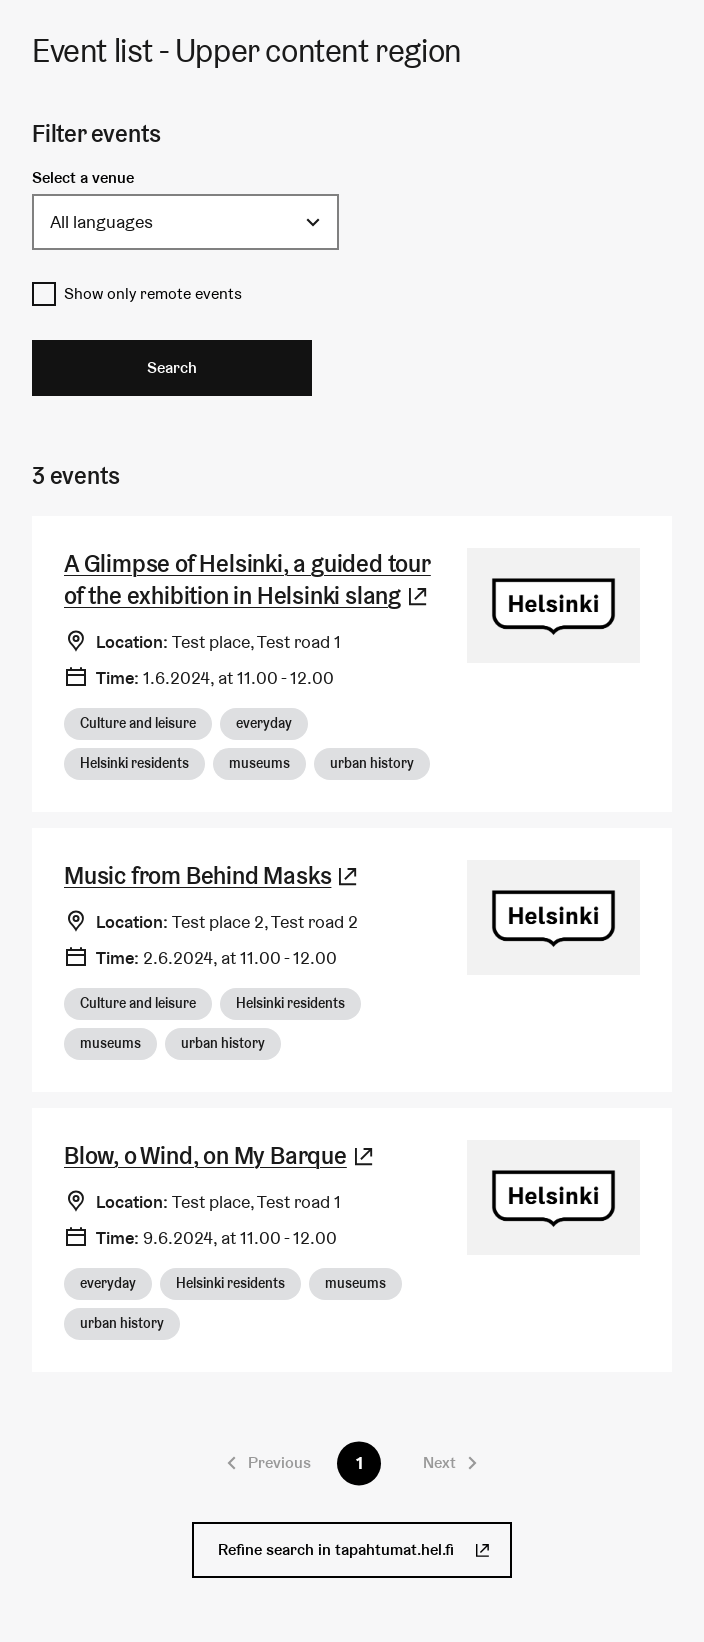 Event list - Upper content region
Filter events
Select a venue
All languages
Show only remote events
Search
3 events
A Glimpse of Helsinki, a guided tour
of the exhibition in Helsinki slang
Helsinki
Location: Test place, Test road 1
Time: 1.6.2024, at 11.00 - 12.00
Culture and leisure everyday
Helsinki residents museums urban history
Music from Behind Masks
Helsinki
Location: Test place 2, Test road 2
Time: 2.6.2024, at 11.00 - 12.00
Culture and leisure Helsinki residents
museums urban history
Blow, o Wind, on My Barque
Helsinki
Location: Test place, Test road 1
Time: 9.6.2024, at 11.00 - 12.00
everyday Helsinki residents museums
urban history
Previous 1 Next
Refine search in tapahtumat.hel.fi